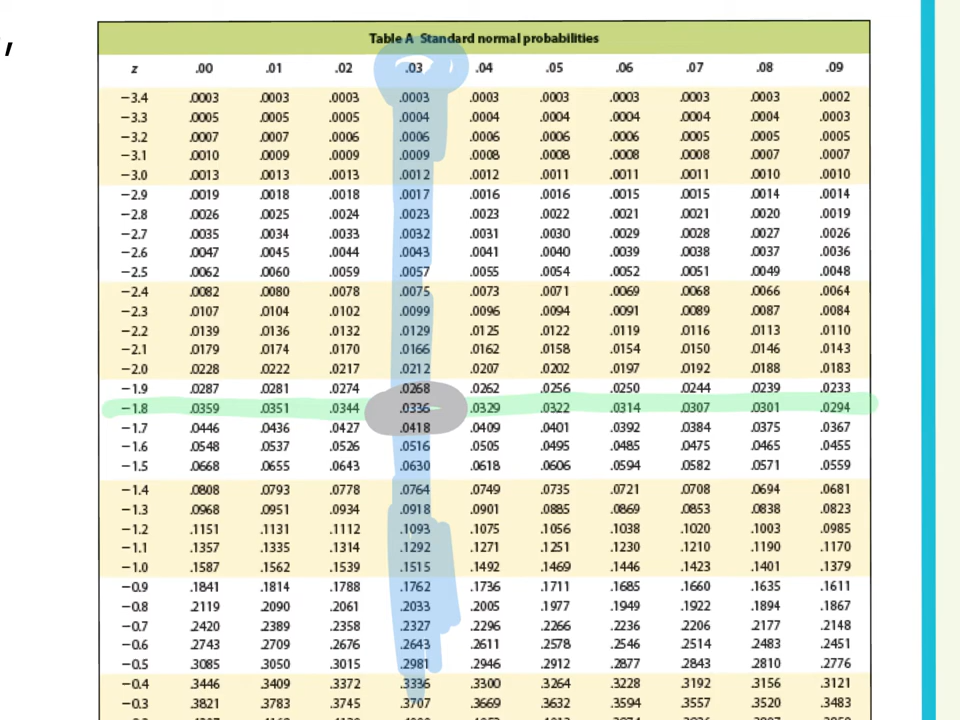 ,
Table A Standard normal probabilities
z .00 .01 .02 .03 .04 .05 .06 .07 .08 .09
−3.4 .0003 .0003 .0003 .0003 .0003 .0003 .0003 .0003 .0003 .0002
−3.3 .0005 .0005 .0005 .0004 .0004 .0004 .0004 .0004 .0004 .0003
−3.2 .0007 .0007 .0006 .0006 .0006 .0006 .0006 .0005 .0005 .0005
−3.1 .0010 .0009 .0009 .0009 .0008 .0008 .0008 .0008 .0007 .0007
−3.0 .0013 .0013 .0013 .0012 .0012 .0011 .0011 .0011 .0010 .0010
−2.9 .0019 .0018 .0018 .0017 .0016 .0016 .0015 .0015 .0014 .0014
−2.8 .0026 .0025 .0024 .0023 .0023 .0022 .0021 .0021 .0020 .0019
−2.7 .0035 .0034 .0033 .0032 .0031 .0030 .0029 .0028 .0027 .0026
−2.6 .0047 .0045 .0044 .0043 .0041 .0040 .0039 .0038 .0037 .0036
−2.5 .0062 .0060 .0059 .0057 .0055 .0054 .0052 .0051 .0049 .0048
−2.4 .0082 .0080 .0078 .0075 .0073 .0071 .0069 .0068 .0066 .0064
−2.3 .0107 .0104 .0102 .0099 .0096 .0094 .0091 .0089 .0087 .0084
−2.2 .0139 .0136 .0132 .0129 .0125 .0122 .0119 .0116 .0113 .0110
−2.1 .0179 .0174 .0170 .0166 .0162 .0158 .0154 .0150 .0146 .0143
−2.0 .0228 .0222 .0217 .0212 .0207 .0202 .0197 .0192 .0188 .0183
−1.9 .0287 .0281 .0274 .0268 .0262 .0256 .0250 .0244 .0239 .0233
−1.8 .0359 .0351 .0344 .0336 .0329 .0322 .0314 .0307 .0301 .0294
−1.7 .0446 .0436 .0427 .0418 .0409 .0401 .0392 .0384 .0375 .0367
−1.6 .0548 .0537 .0526 .0516 .0505 .0495 .0485 .0475 .0465 .0455
−1.5 .0668 .0655 .0643 .0630 .0618 .0606 .0594 .0582 .0571 .0559
−1.4 .0808 .0793 .0778 .0764 .0749 .0735 .0721 .0708 .0694 .0681
−1.3 .0968 .0951 .0934 .0918 .0901 .0885 .0869 .0853 .0838 .0823
−1.2 .1151 .1131 .1112 .1093 .1075 .1056 .1038 .1020 .1003 .0985
−1.1 .1357 .1335 .1314 .1292 .1271 .1251 .1230 .1210 .1190 .1170
−1.0 .1587 .1562 .1539 .1515 .1492 .1469 .1446 .1423 .1401 .1379
−0.9 .1841 .1814 .1788 .1762 .1736 .1711 .1685 .1660 .1635 .1611
−0.8 .2119 .2090 .2061 .2033 .2005 .1977 .1949 .1922 .1894 .1867
−0.7 .2420 .2389 .2358 .2327 .2296 .2266 .2236 .2206 .2177 .2148
−0.6 .2743 .2709 .2676 .2643 .2611 .2578 .2546 .2514 .2483 .2451
−0.5 .3085 .3050 .3015 .2981 .2946 .2912 .2877 .2843 .2810 .2776
−0.4 .3446 .3409 .3372 .3336 .3300 .3264 .3228 .3192 .3156 .3121
−0.3 .3821 .3783 .3745 .3707 .3669 .3632 .3594 .3557 .3520 .3483